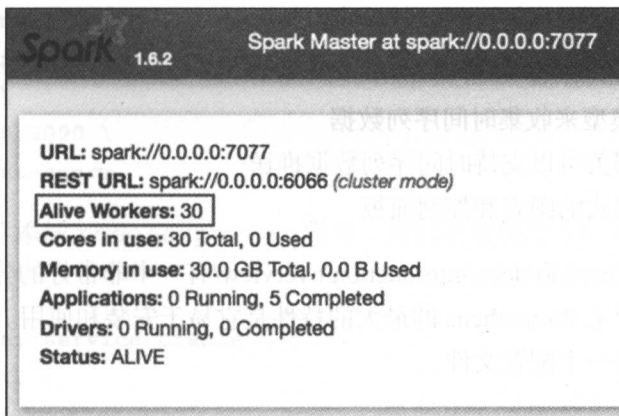 Spark 1.6.2 Spark Master at spark://0.0.0.0:7077
URL: spark://0.0.0.0:7077
REST URL: spark://0.0.0.0:6066 (cluster mode)
Alive Workers: 30
Cores in use: 30 Total, 0 Used
Memory in use: 30.0 GB Total, 0.0 B Used
Applications: 0 Running, 5 Completed
Drivers: 0 Running, 0 Completed
Status: ALIVE